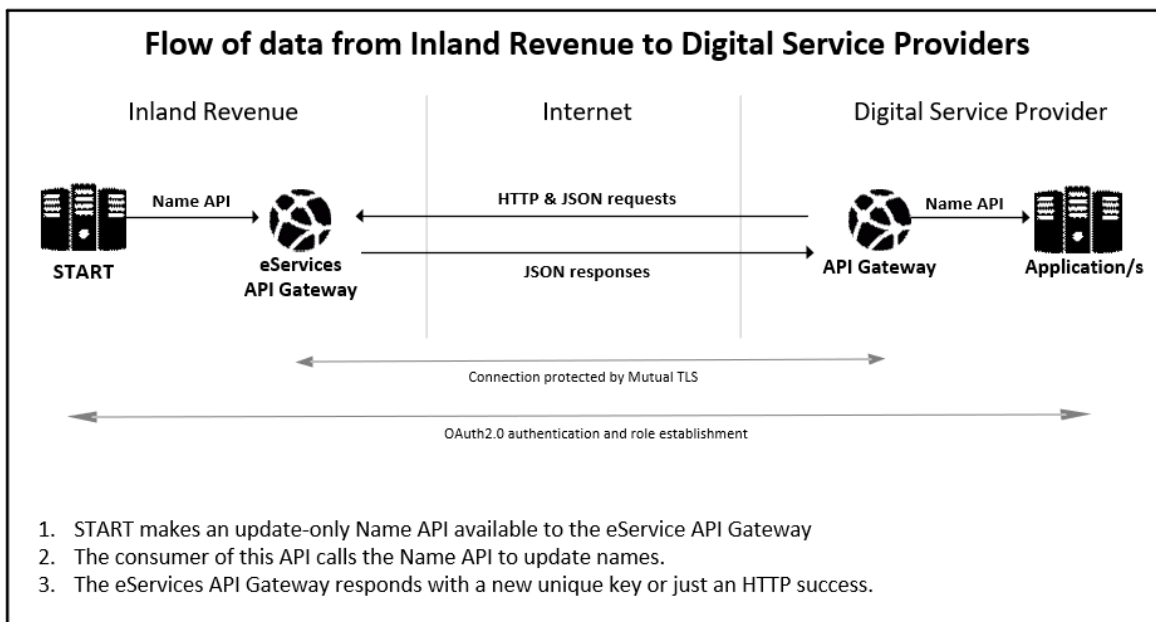 Flow of data from Inland Revenue to Digital Service Providers
Inland Revenue
Internet
Digital Service Provider
Name API
HTTP & JSON requests
Name API
JSON responses
START
eServices
API Gateway
API Gateway
Application/s
Connection protected by Mutual TLS
OAuth2.0 authentication and role establishment
1. START makes an update-only Name API available to the eService API Gateway
2. The consumer of this API calls the Name API to update names.
3. The eServices API Gateway responds with a new unique key or just an HTTP success.